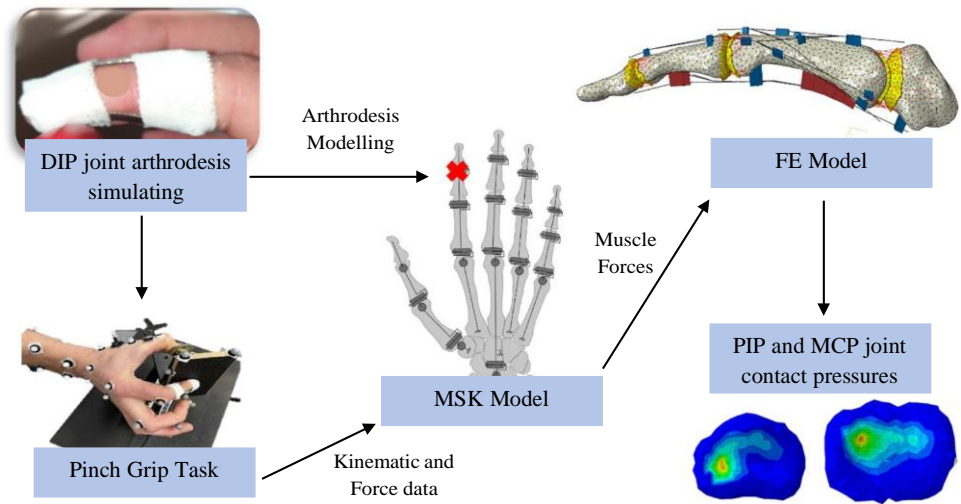 DIP joint arthrodesis
simulating
Arthrodesis
Modelling
FE Model
Muscle
Forces
PIP and MCP joint
contact pressures
MSK Model
Pinch Grip Task
Kinematic and
Force data